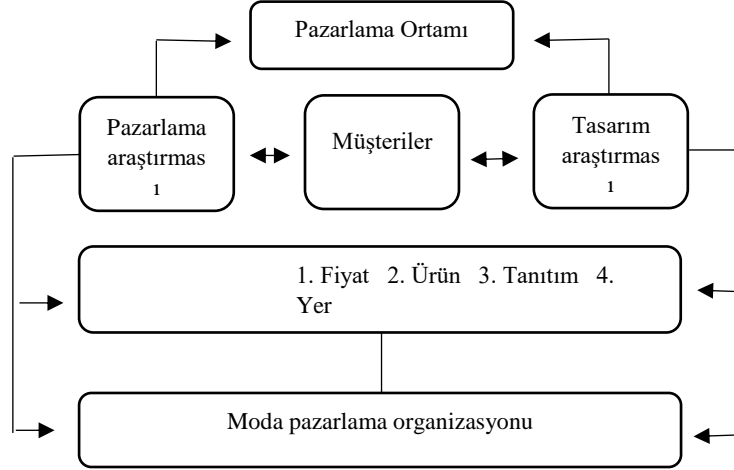 Pazarlama Ortamı
Pazarlama
araştırmas
ı
Müşteriler
Tasarım
araştırmas
ı
1. Fiyat 2. Ürün 3. Tanıtım 4.
Yer
Moda pazarlama organizasyonu